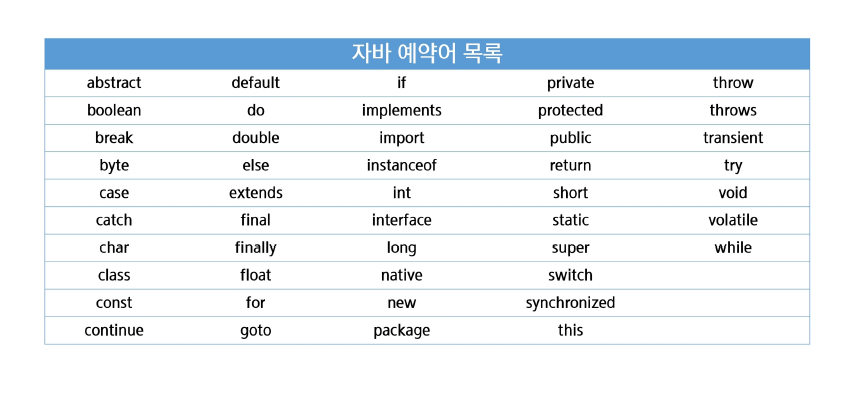 자바 예약어 목록
abstract default if private throw
boolean do implements protected throws
break double import public transient
byte else instanceof return try
case extends int short void
catch final interface static volatile
char finally long super while
class float native switch
const for new synchronized
continue goto package this